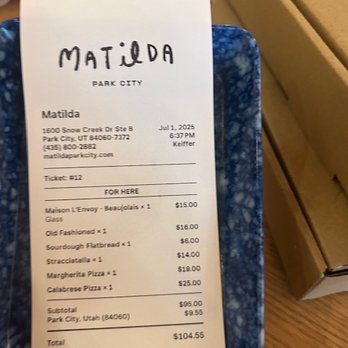 MATilDA
PARK CITY
Matilda
1600 Snow Creek Dr Ste 8 Jul 1, 2025
Park City, UT 84060-7372 6:37 PM
(435) 800-2882 Keiffer
matildaparkcity.com
Ticket: #12
FOR HERE
Maison L'Envoy - Beaujolais × 1 $15.00
Glass
Old Fashioned × 1 $16.00
Sourdough Flatbread × 1 $6.00
Stracciatella × 1 $14.00
Margherita Pizza × 1 $19.00
Calabrese Pizza × 1 $25.00
Subtotal $95.00
Park City, Utah (84060) $9.55
Total $104.55